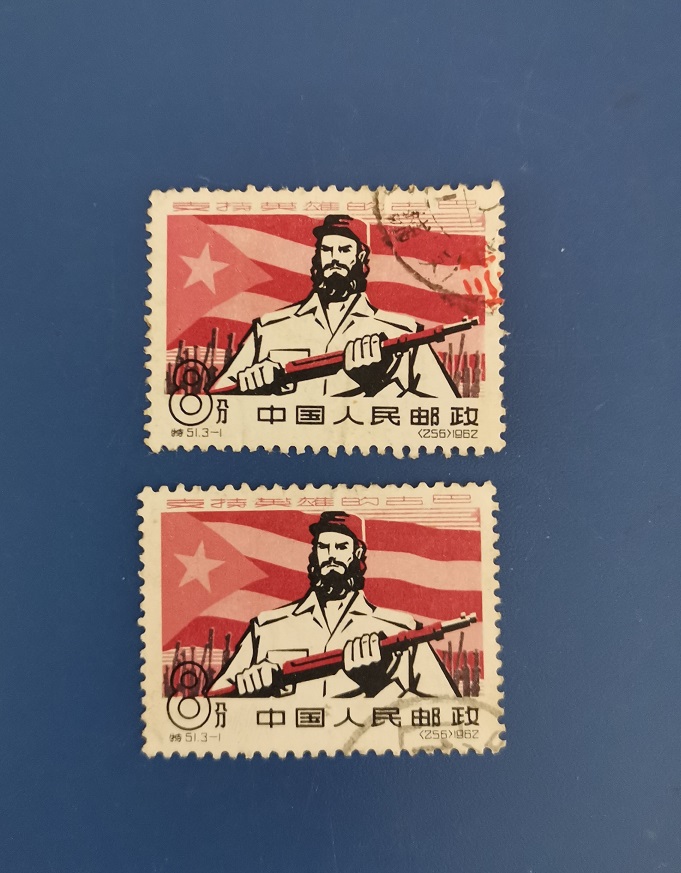 支持英雄的古巴
8分
中国人民邮政
特51.3-1
〈256〉1962
支持英雄的古巴
8分
中国人民邮政
特51.3-1
〈256〉1962